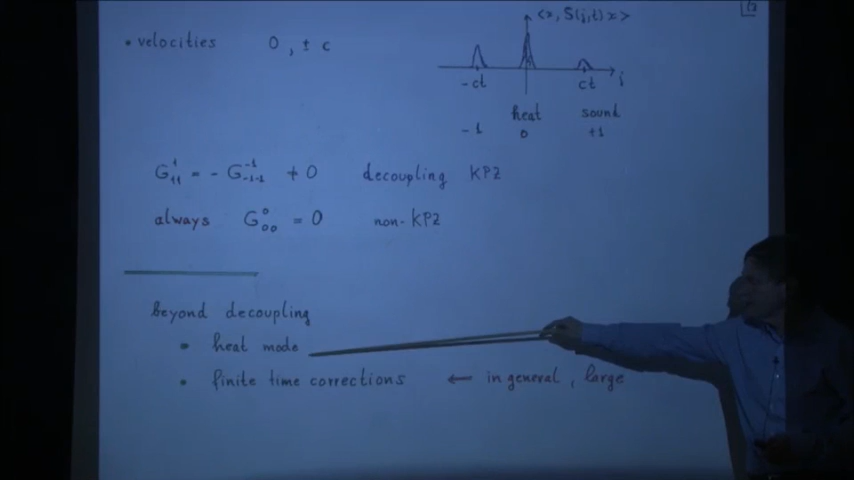 • velocities 0 , ± c
<x, S(j,t) x>
-ct ct j
heat sound
-1 0 +1
G¹₁₁ = - G⁻¹₋₁₋₁ ≠ 0 decoupling KPZ
always G⁰₀₀ = 0 non-KPZ
beyond decoupling
• heat mode
• finite time corrections ← in general, large